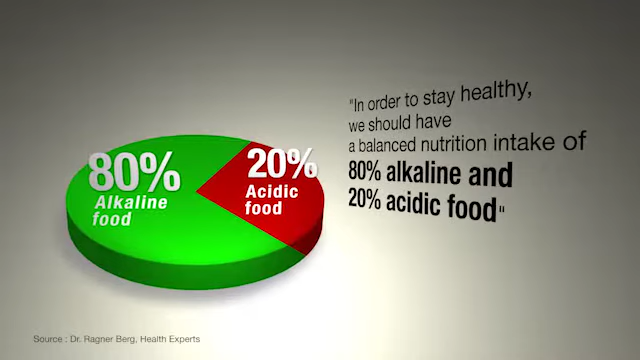 80%
Alkaline
food
20%
Acidic
food
"In order to stay healthy,
we should have
a balanced nutrition intake of
80% alkaline and
20% acidic food"
Source : Dr. Ragner Berg, Health Experts